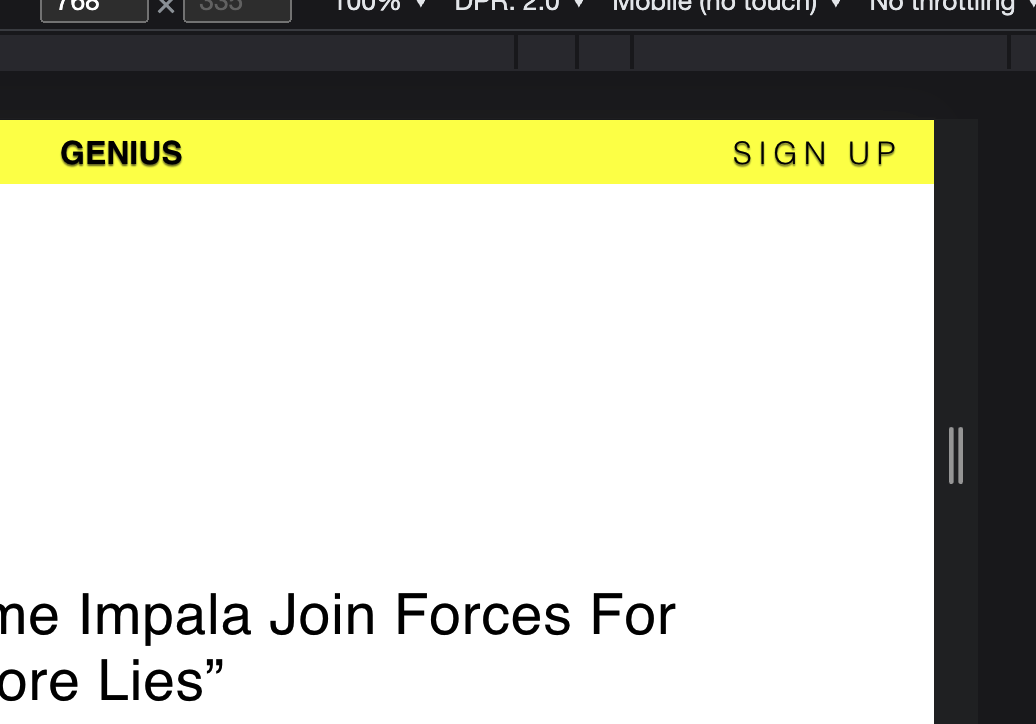 768 × 335 100% ▼ DPR: 2.0 ▼ Mobile (no touch) ▼ No throttling ▼
GENIUS SIGN UP
me Impala Join Forces For
ore Lies”